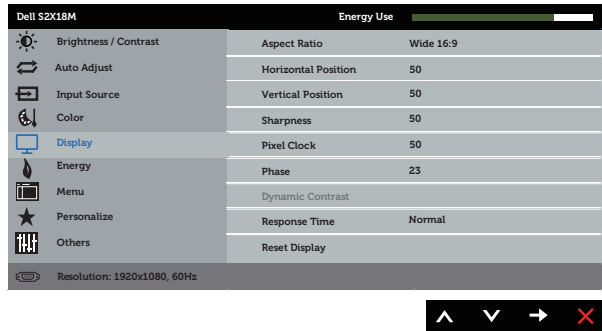 Dell S2X18M Energy Use
Brightness / Contrast
Auto Adjust
Input Source
Color
Display
Energy
Menu
Personalize
Others
Aspect Ratio Wide 16:9
Horizontal Position 50
Vertical Position 50
Sharpness 50
Pixel Clock 50
Phase 23
Dynamic Contrast
Response Time Normal
Reset Display
Resolution: 1920x1080, 60Hz